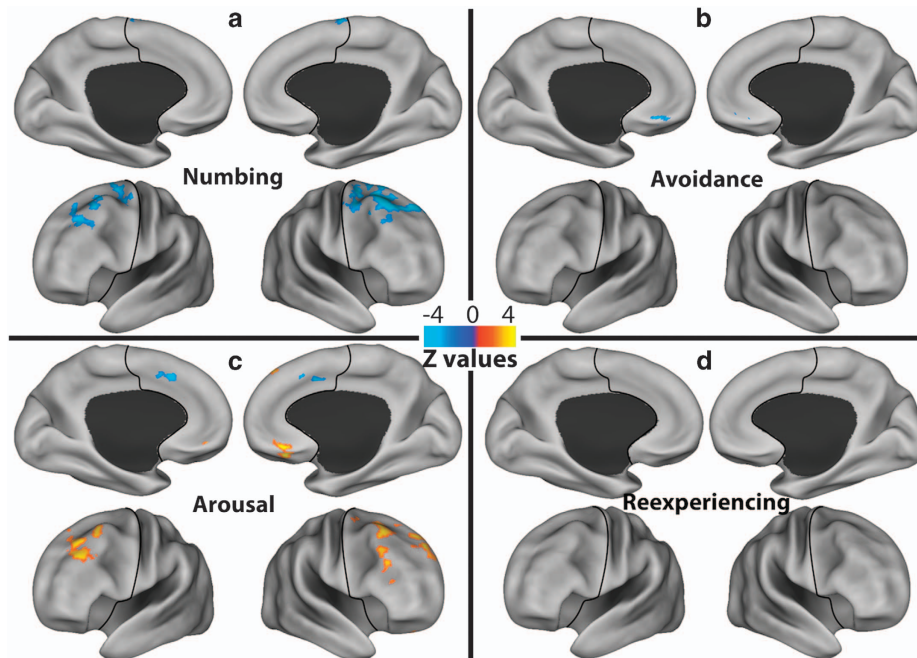 a
b
Numbing
Avoidance
-4 0 4
Z values
c
d
Arousal
Reexperiencing